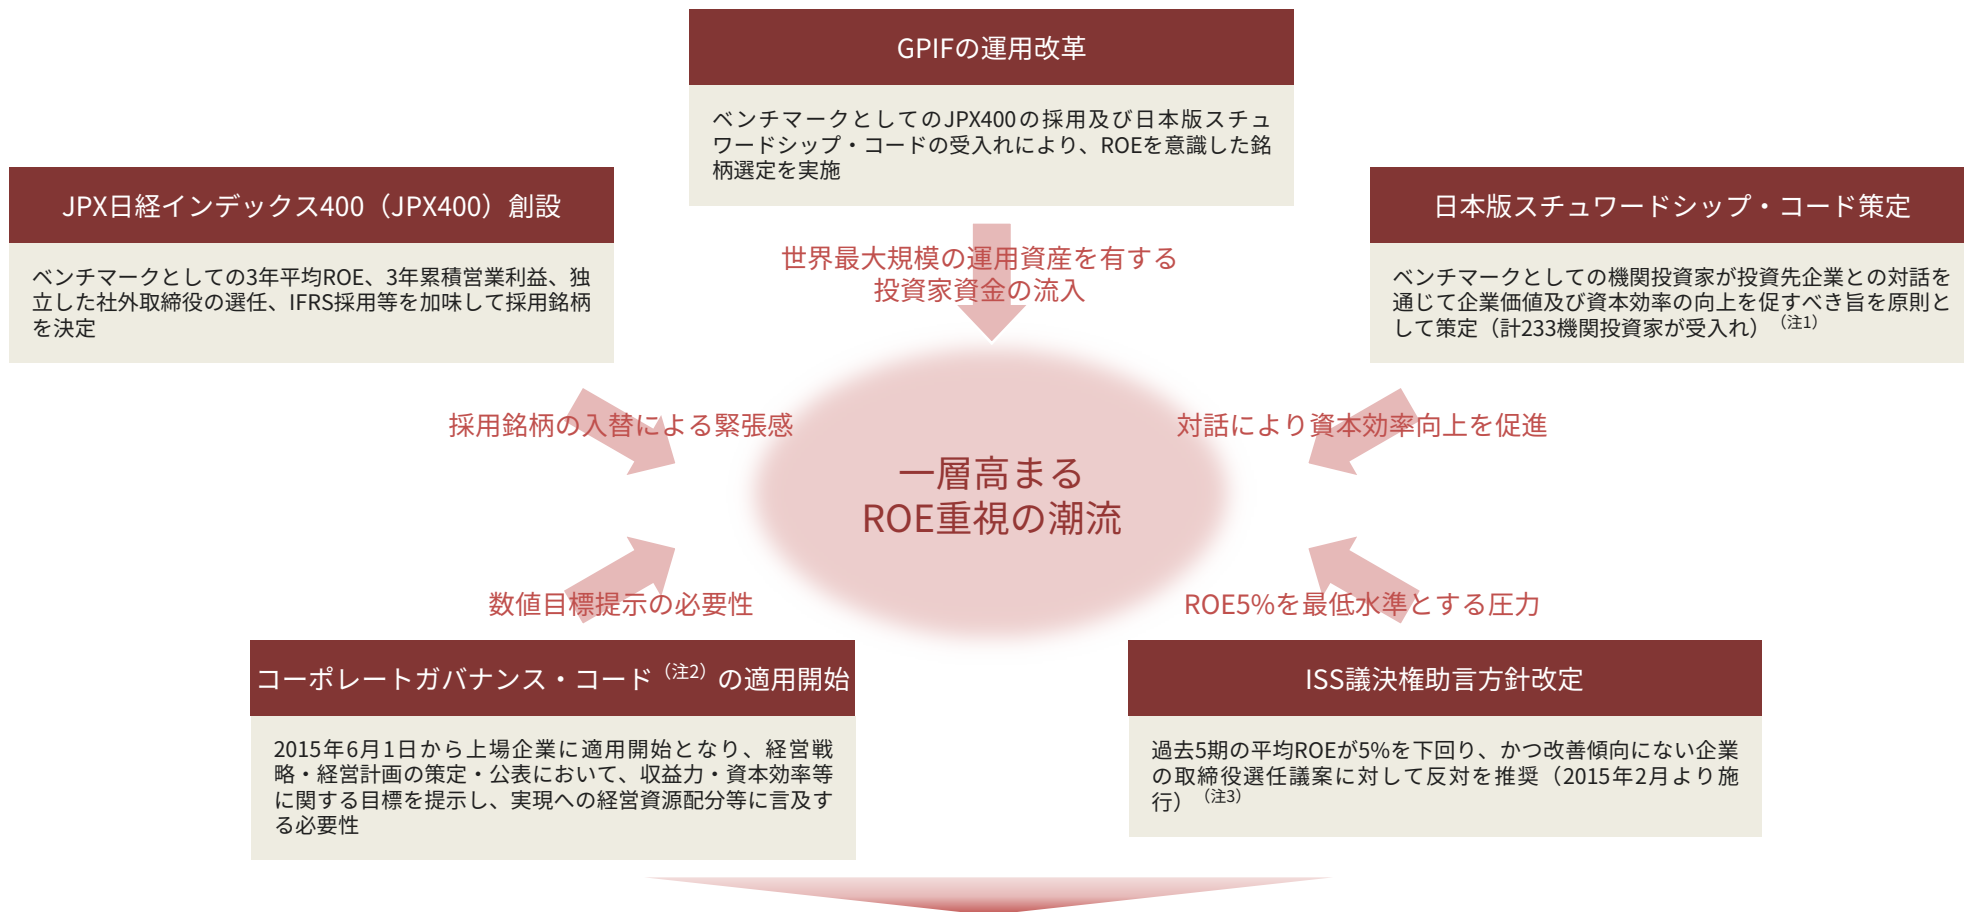 GPIFの運用改革
ベンチマークとしてのJPX400の採用及び日本版スチュ
ワードシップ・コードの受入れにより、ROEを意識した銘
柄選定を実施
JPX日経インデックス400（JPX400）創設
ベンチマークとしての3年平均ROE、3年累積営業利益、独
立した社外取締役の選任、IFRS採用等を加味して採用銘柄
を決定
日本版スチュワードシップ・コード策定
ベンチマークとしての機関投資家が投資先企業との対話を
通じて企業価値及び資本効率の向上を促すべき旨を原則と
して策定（計233機関投資家が受入れ）（注1）
世界最大規模の運用資産を有する
投資家資金の流入
採用銘柄の入替による緊張感
対話により資本効率向上を促進
一層高まる
ROE重視の潮流
数値目標提示の必要性
ROE5%を最低水準とする圧力
コーポレートガバナンス・コード（注2）の適用開始
2015年6月1日から上場企業に適用開始となり、経営戦
略・経営計画の策定・公表において、収益力・資本効率等
に関する目標を提示し、実現への経営資源配分等に言及す
る必要性
ISS議決権助言方針改定
過去5期の平均ROEが5%を下回り、かつ改善傾向にない企業
の取締役選任議案に対して反対を推奨（2015年2月より施
行）（注3）